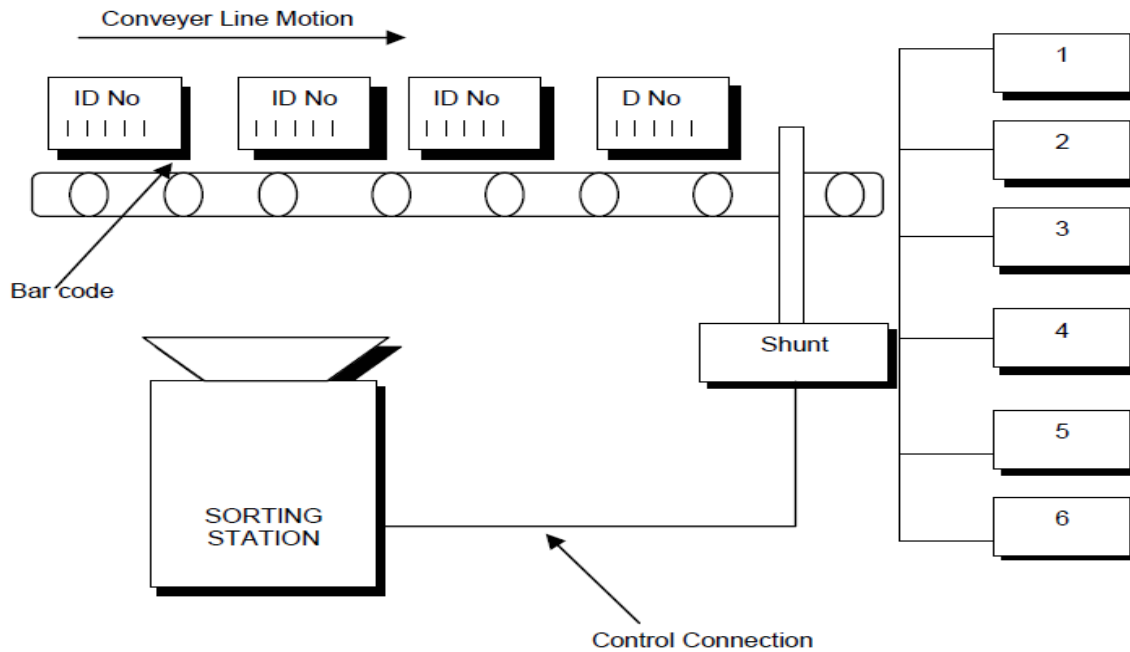 Conveyer Line Motion
ID No
ID No
ID No
D No
Bar code
Shunt
SORTING
STATION
Control Connection
1
2
3
4
5
6